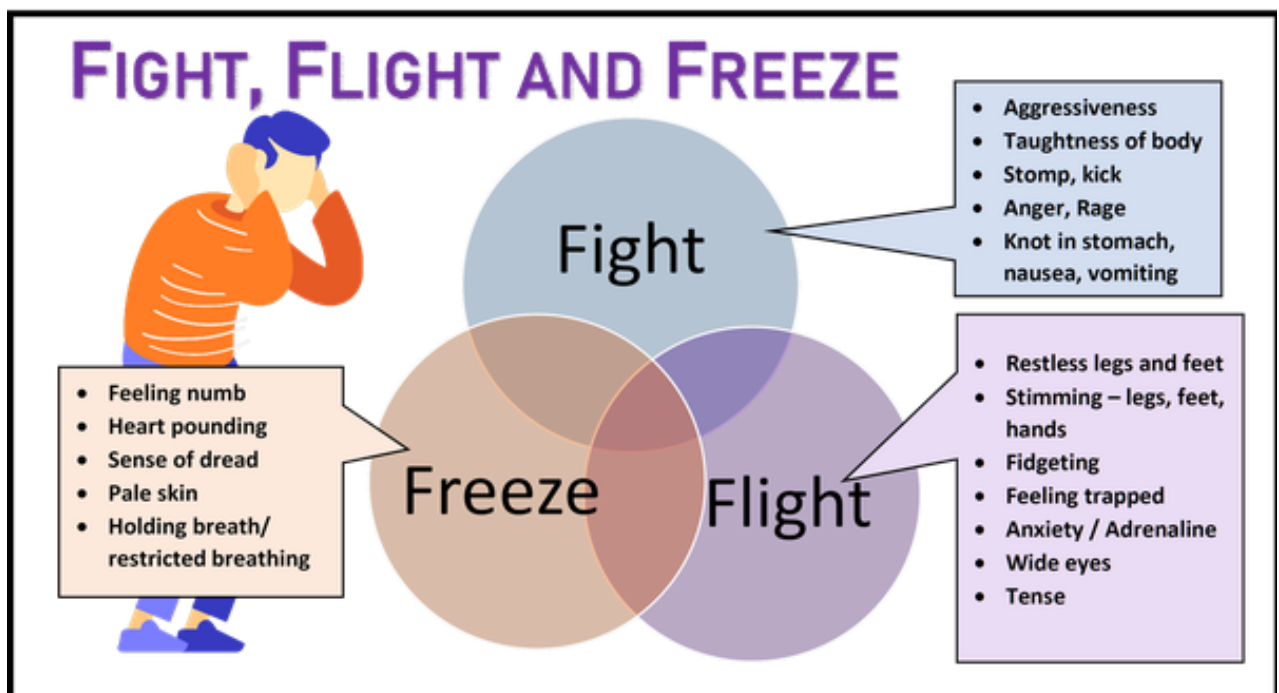 FIGHT, FLIGHT AND FREEZE
Fight
Freeze
Flight
• Aggressiveness
• Taughtness of body
• Stomp, kick
• Anger, Rage
• Knot in stomach,
nausea, vomiting
• Feeling numb
• Heart pounding
• Sense of dread
• Pale skin
• Holding breath/
restricted breathing
• Restless legs and feet
• Stimming – legs, feet,
hands
• Fidgeting
• Feeling trapped
• Anxiety / Adrenaline
• Wide eyes
• Tense